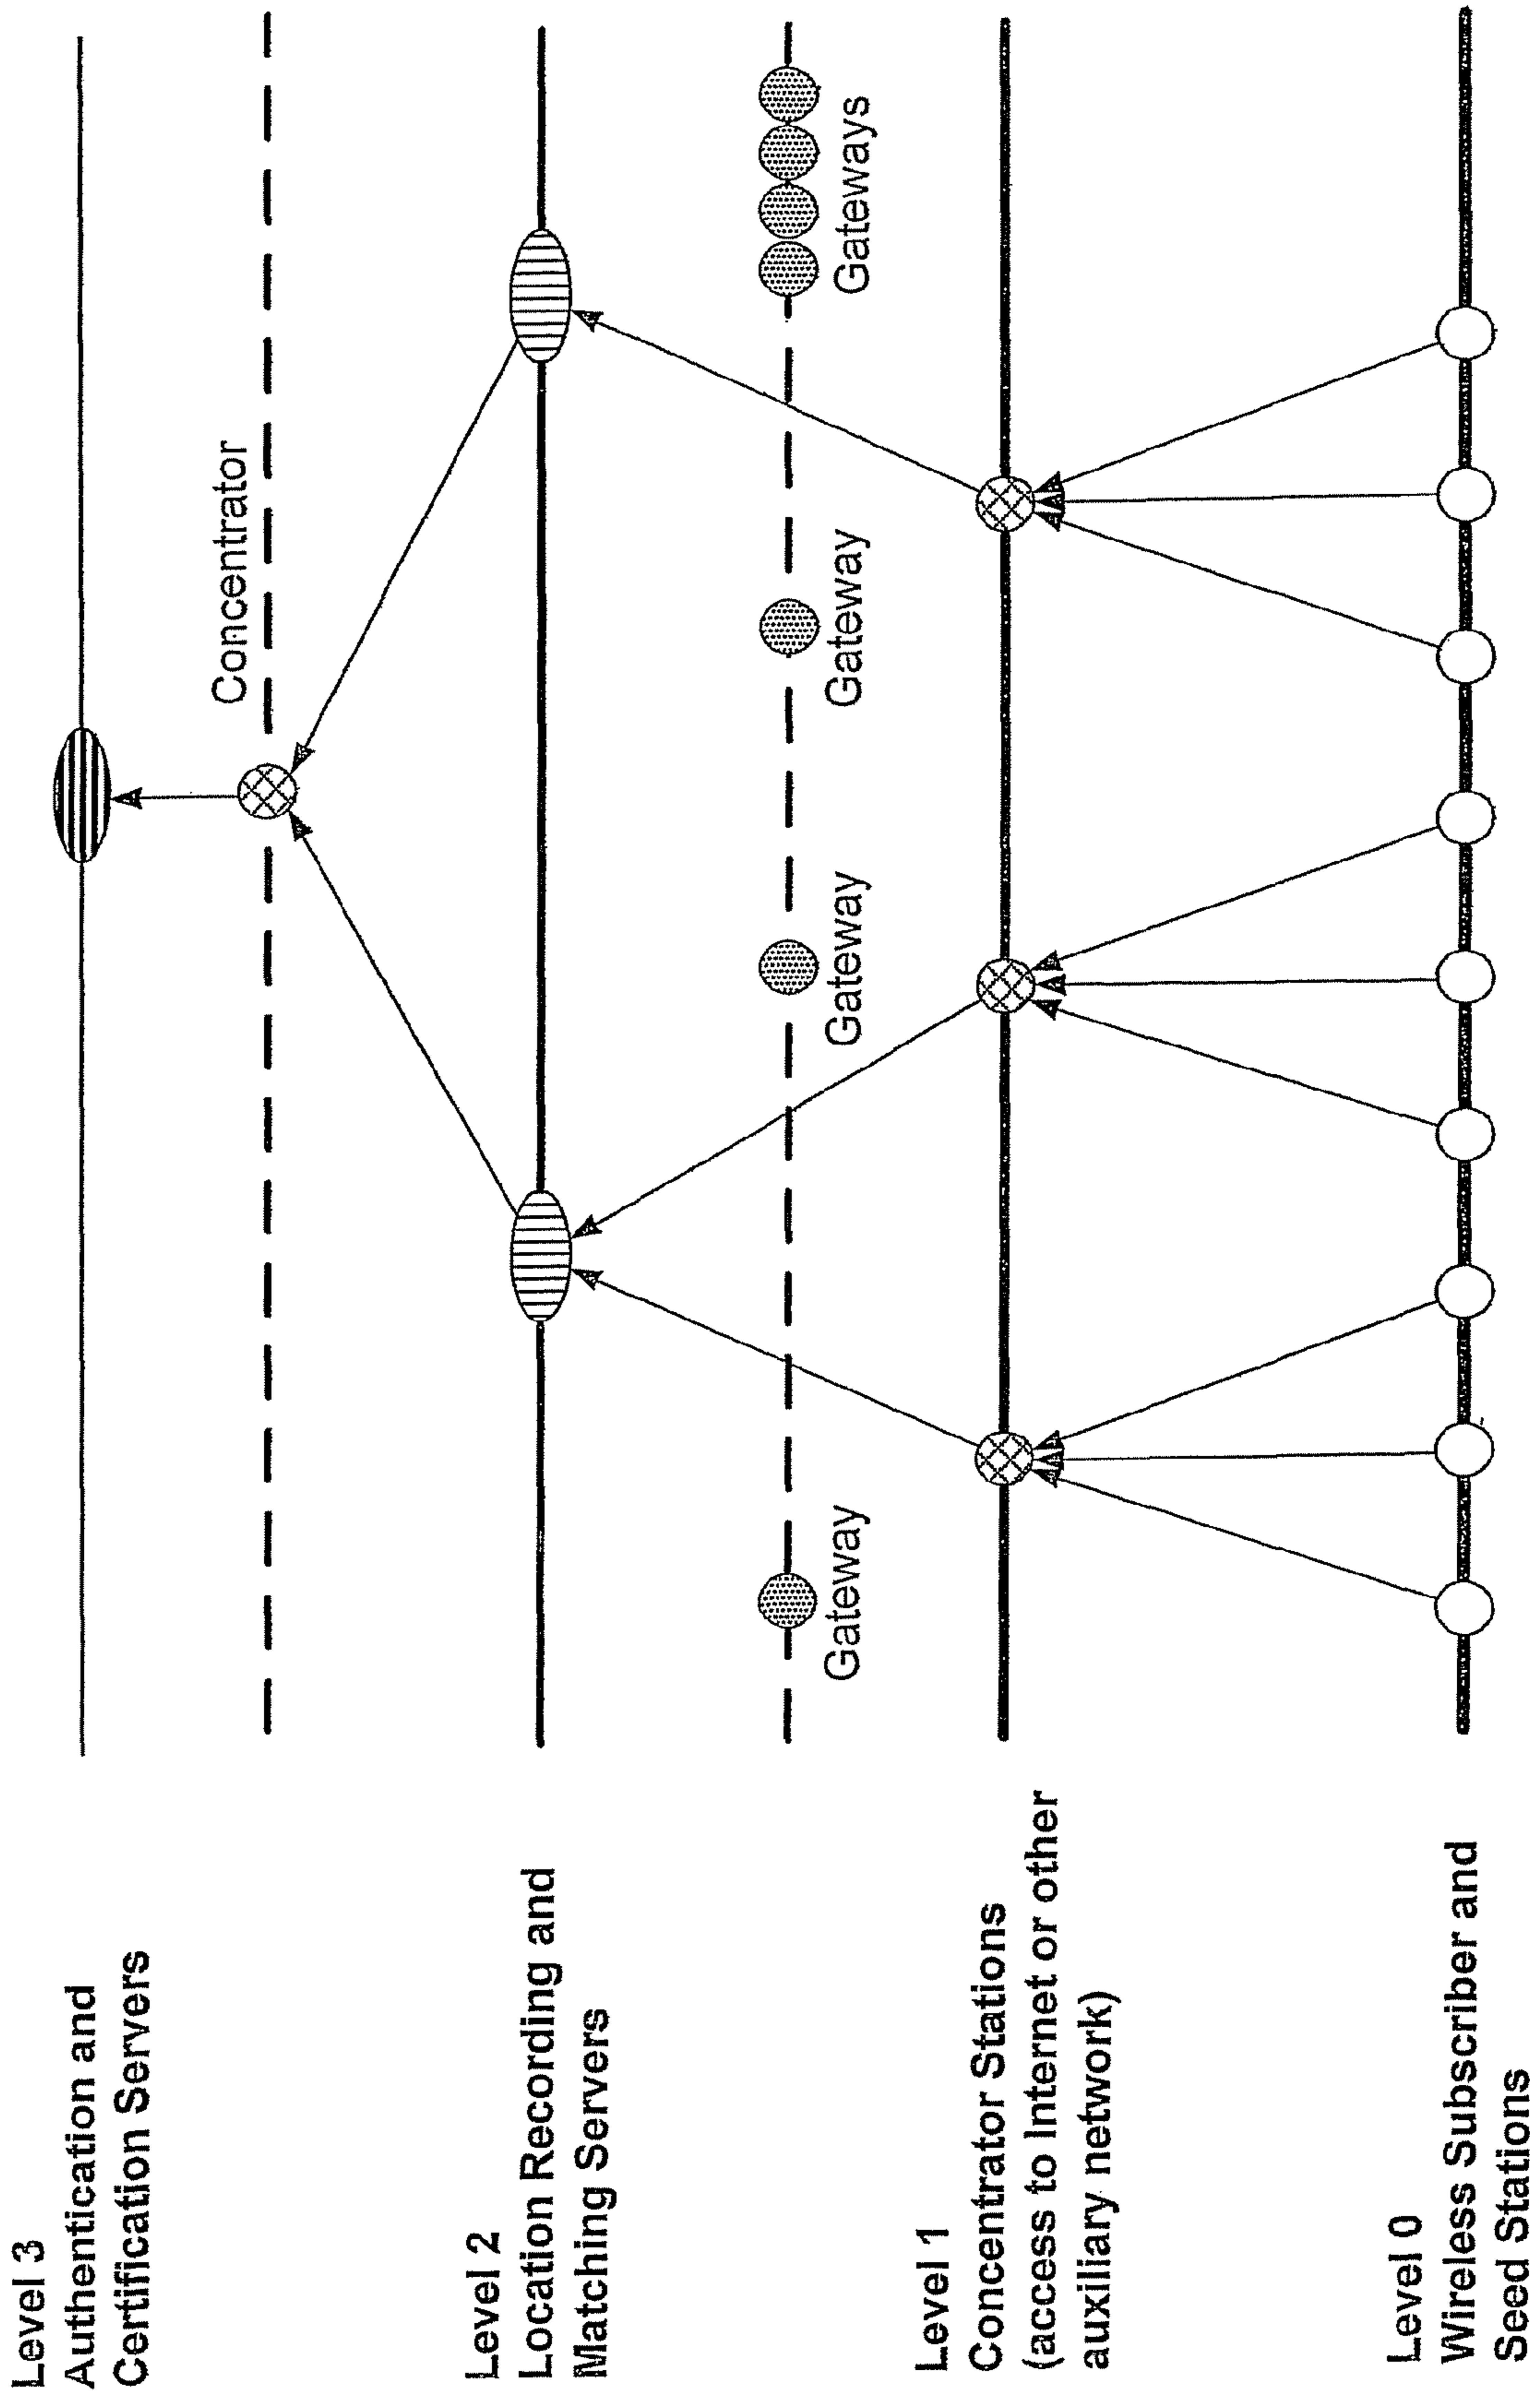 Level 3
Authentication and
Certification Servers
Concentrator
Level 2
Location Recording and
Matching Servers
Gateway
Gateway
Gateway
Gateways
Level 1
Concentrator Stations
(access to Internet or other
auxiliary network)
Level 0
Wireless Subscriber and
Seed Stations